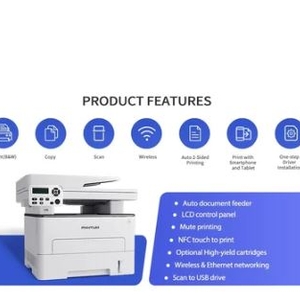 PRODUCT FEATURES
Copy
Scan
Wireless
Auto 2-Sided
Printing
Print with
Smartphone
and Tablet
One-step
Driver
PANTUM
Auto document feeder
LCD control panel
Mute printing
NFC touch to print
Optional High-yield cartridges
Wireless & Ethernet networking
Scan to USB drive